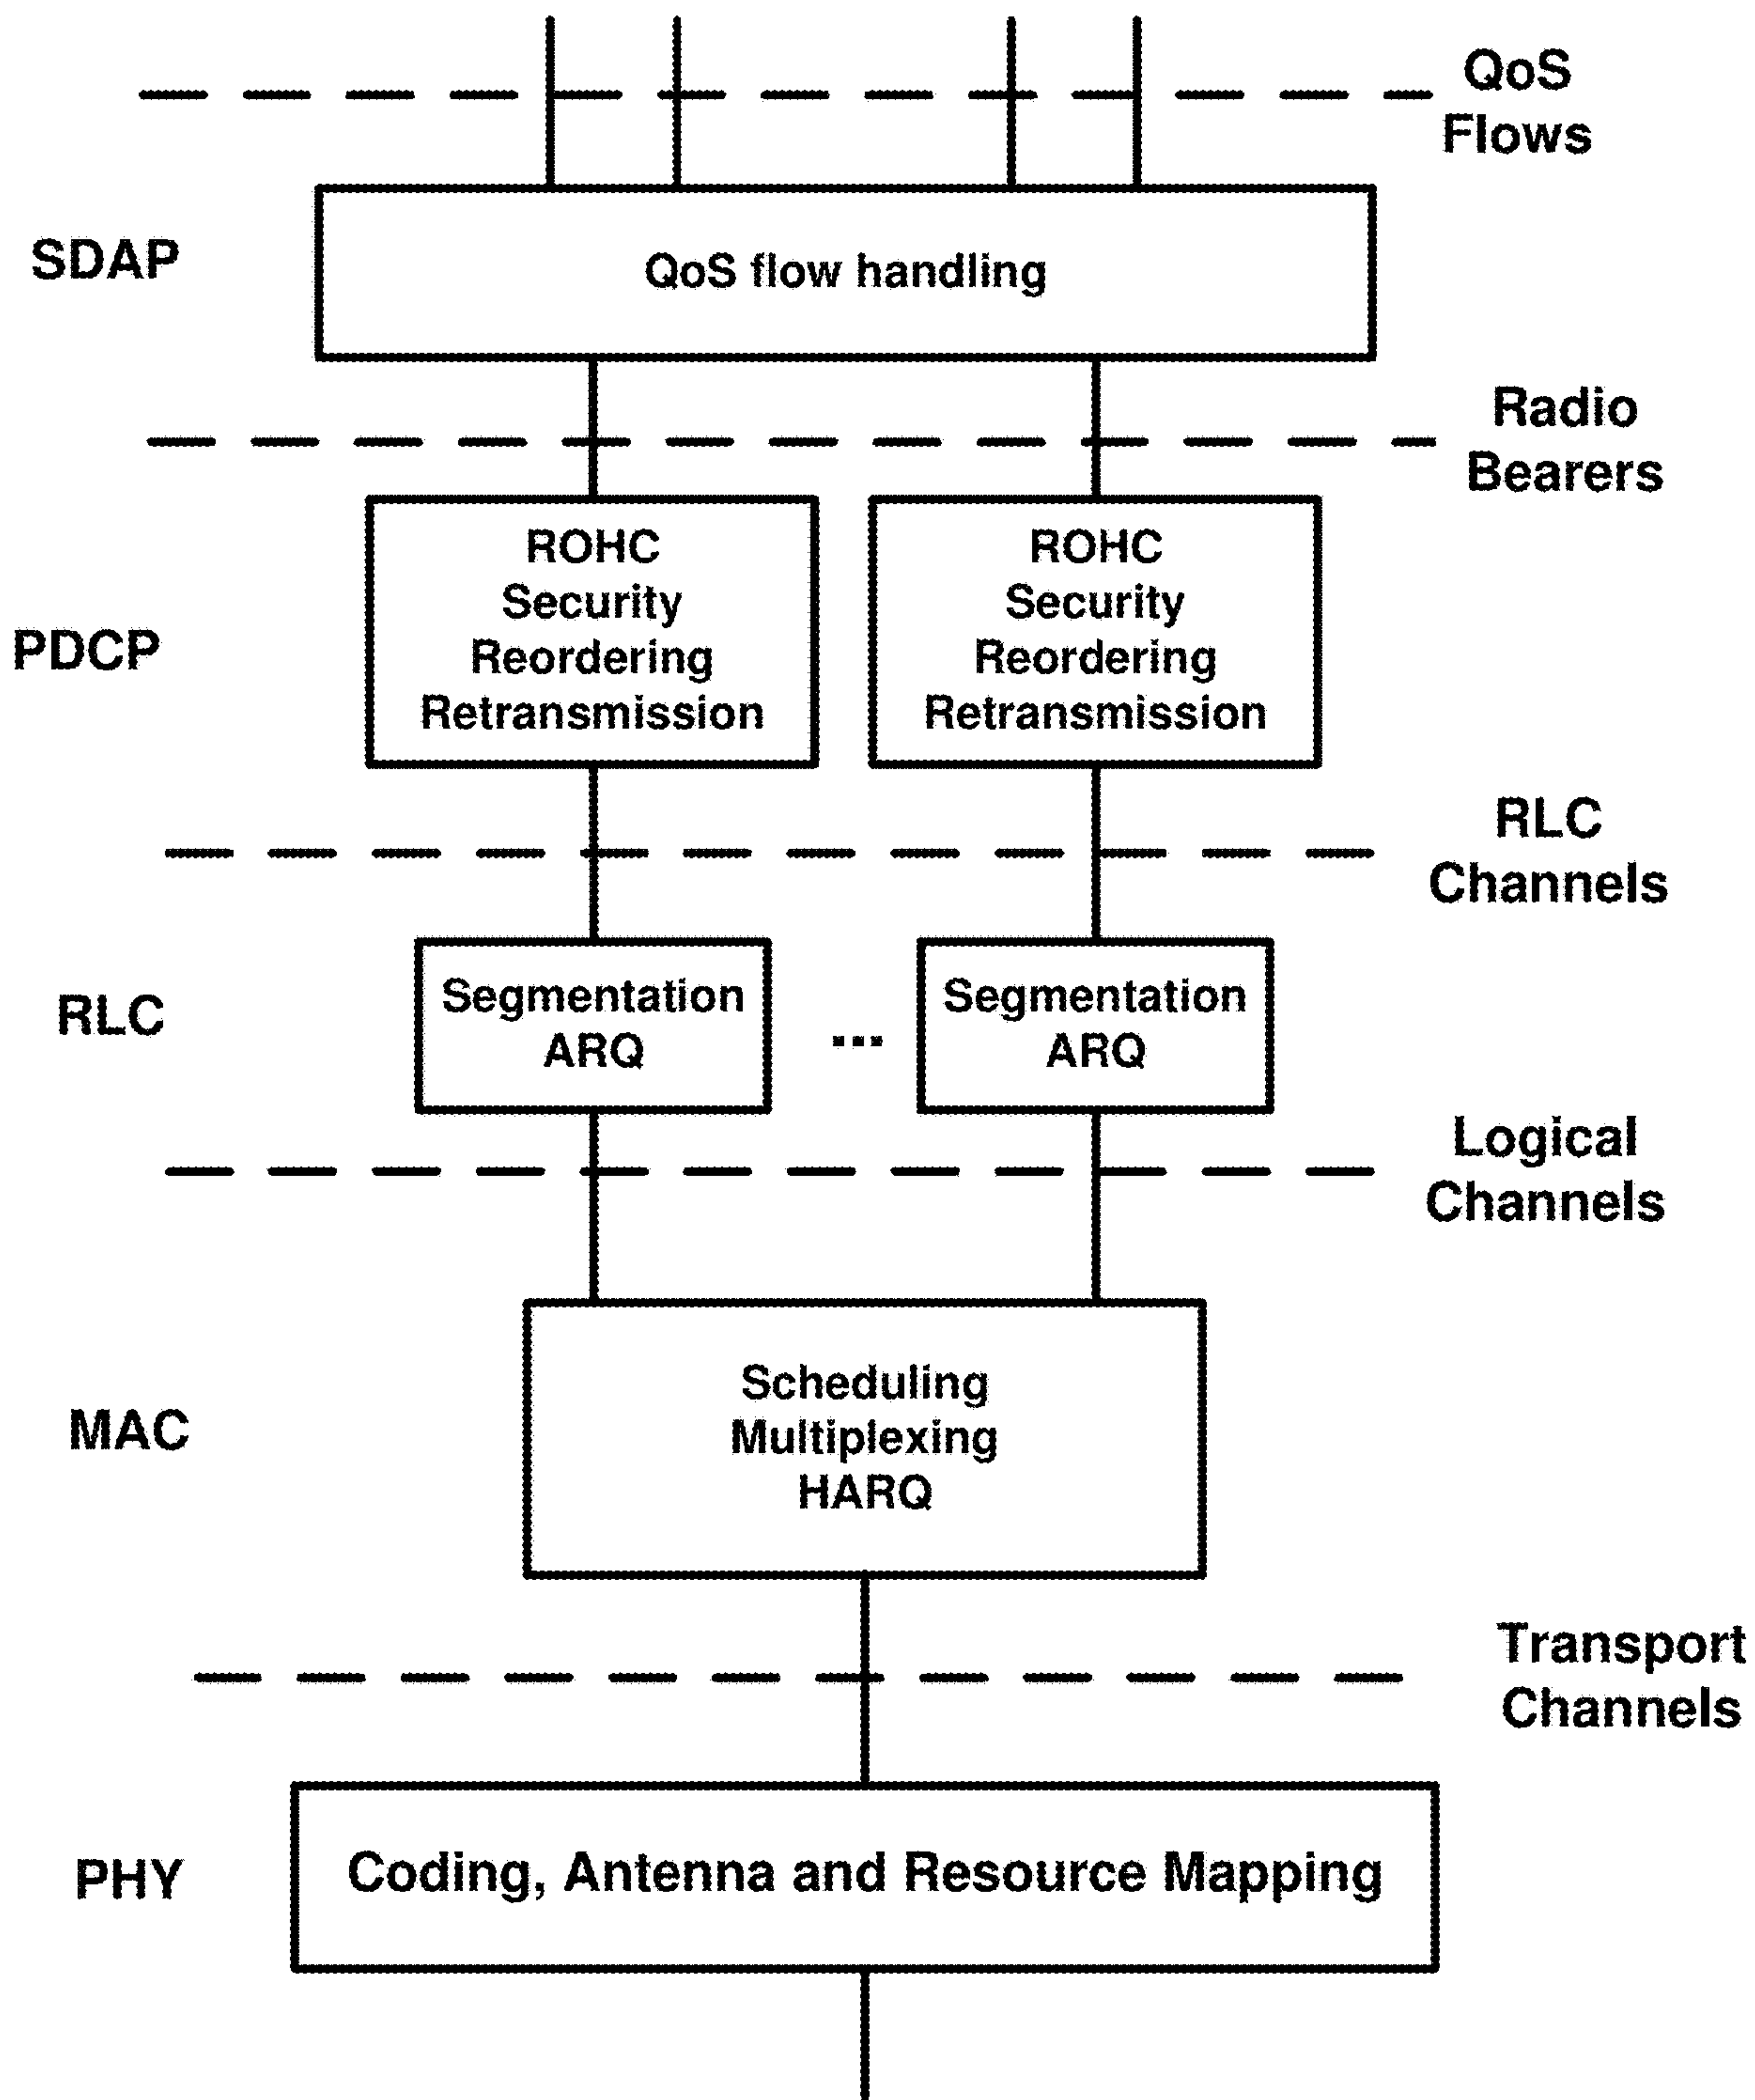 QoS
Flows
SDAP
QoS flow handling
Radio
Bearers
PDCP
ROHC
Security
Reordering
Retransmission
ROHC
Security
Reordering
Retransmission
RLC
Channels
RLC
Segmentation
ARQ
...
Segmentation
ARQ
Logical
Channels
MAC
Scheduling
Multiplexing
HARQ
Transport
Channels
PHY
Coding, Antenna and Resource Mapping